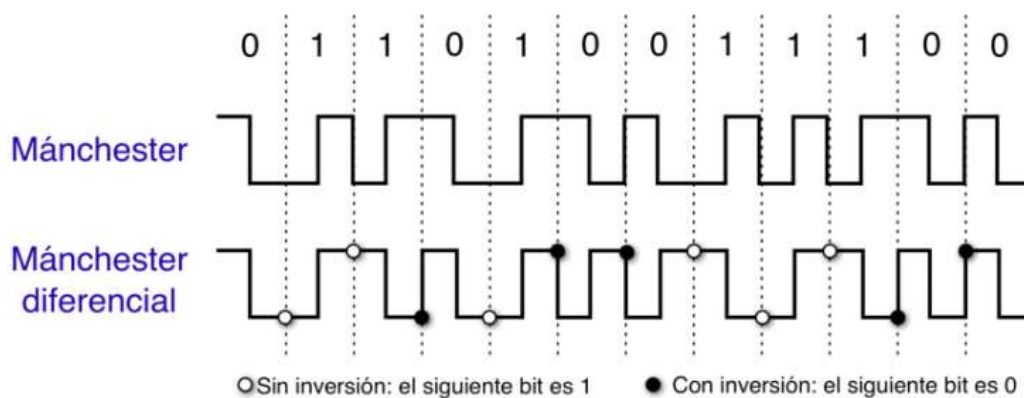 0 1 1 0 1 0 0 1 1 1 0 0
Mánchester
Mánchester
diferencial
Sin inversión: el siguiente bit es 1
Con inversión: el siguiente bit es 0